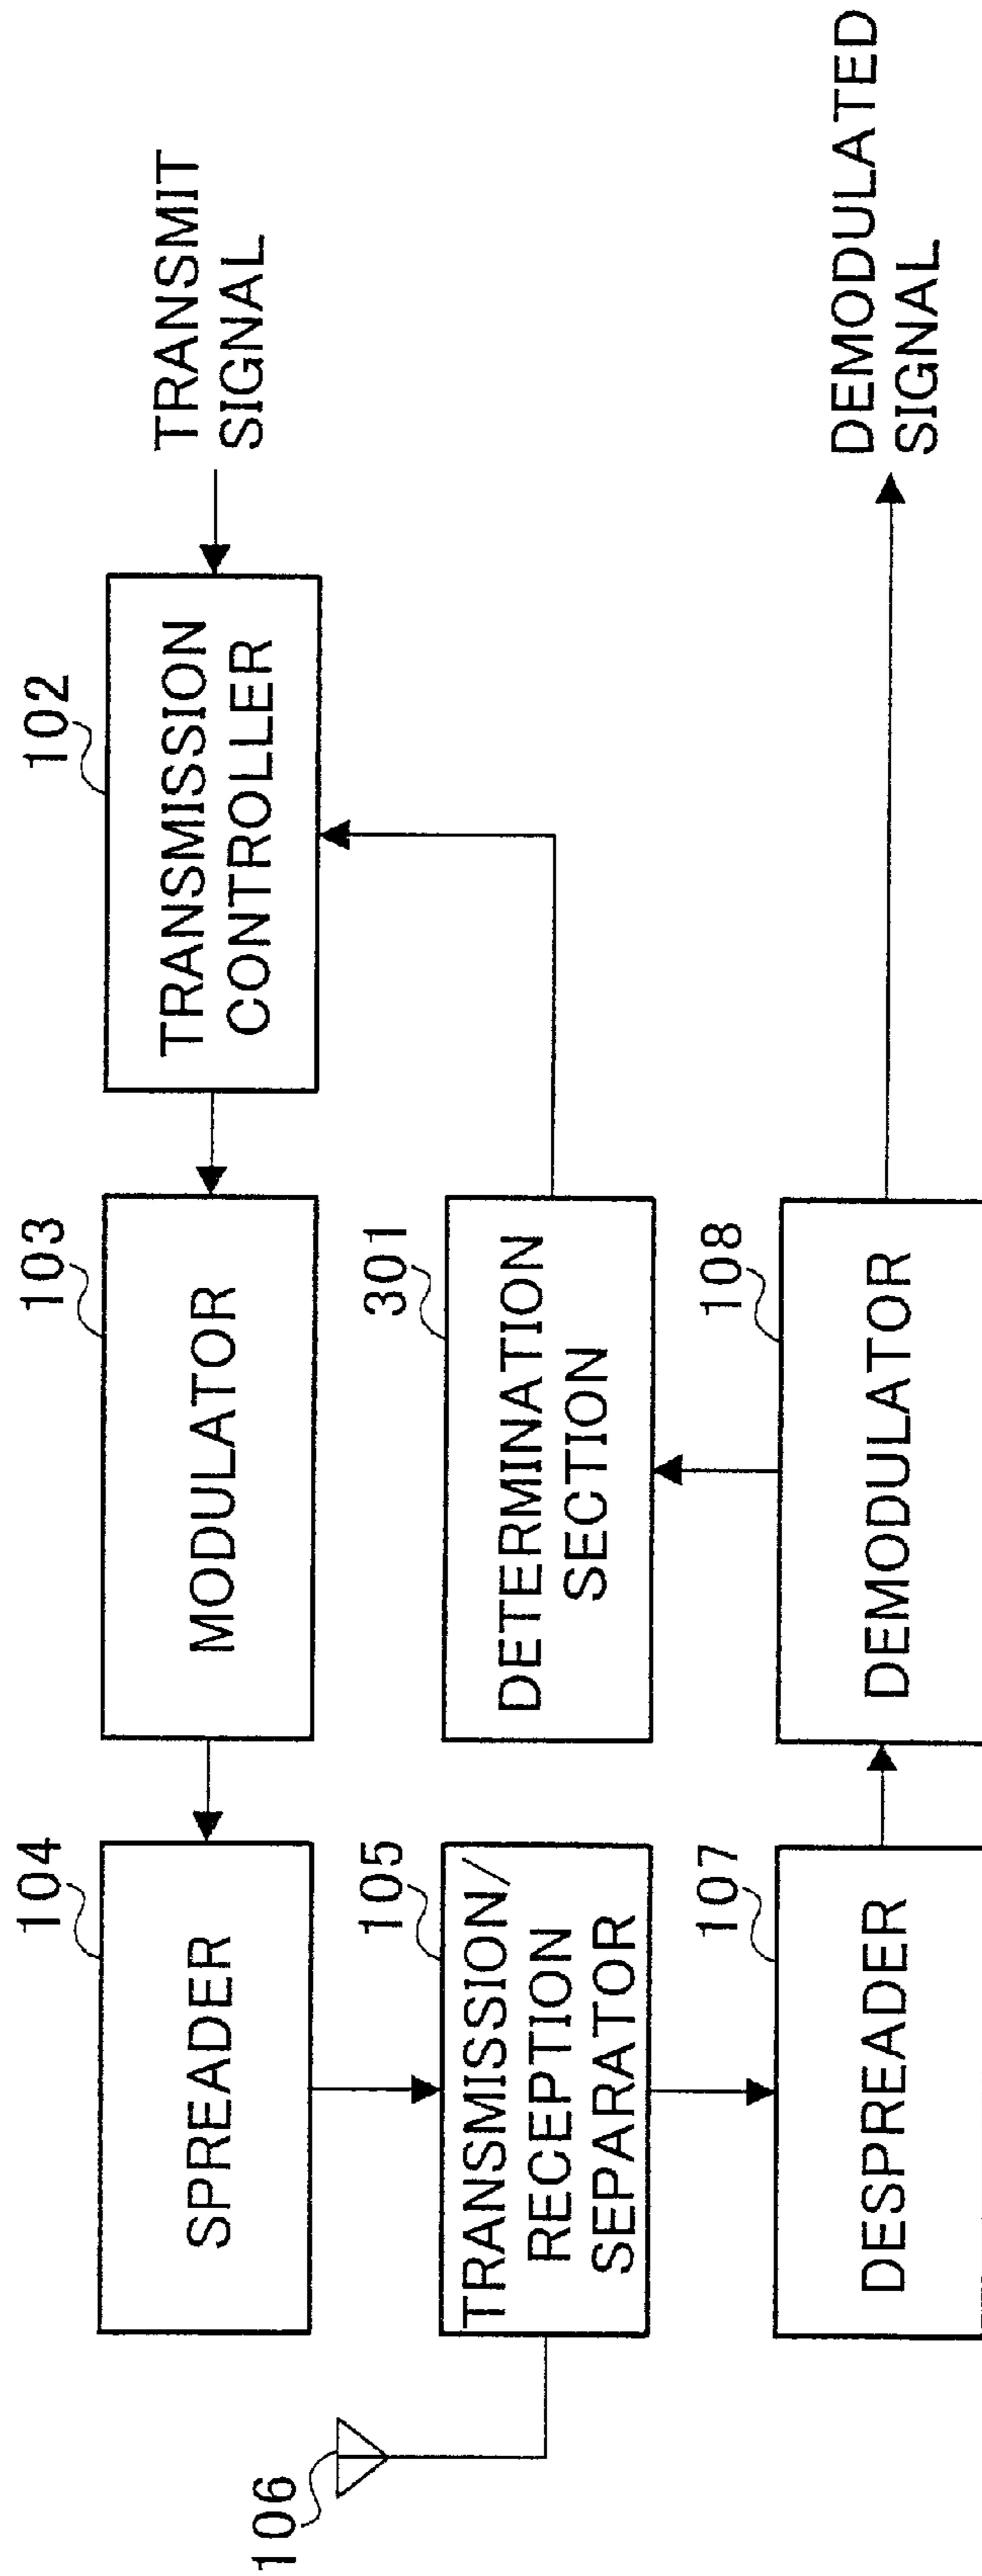 106
104
SPREADER
103
MODULATOR
102
TRANSMISSION
CONTROLLER
TRANSMIT
SIGNAL
105
TRANSMISSION/
RECEPTION
SEPARATOR
301
DETERMINATION
SECTION
107
DESPREADER
108
DEMODULATOR
DEMODULATED
SIGNAL